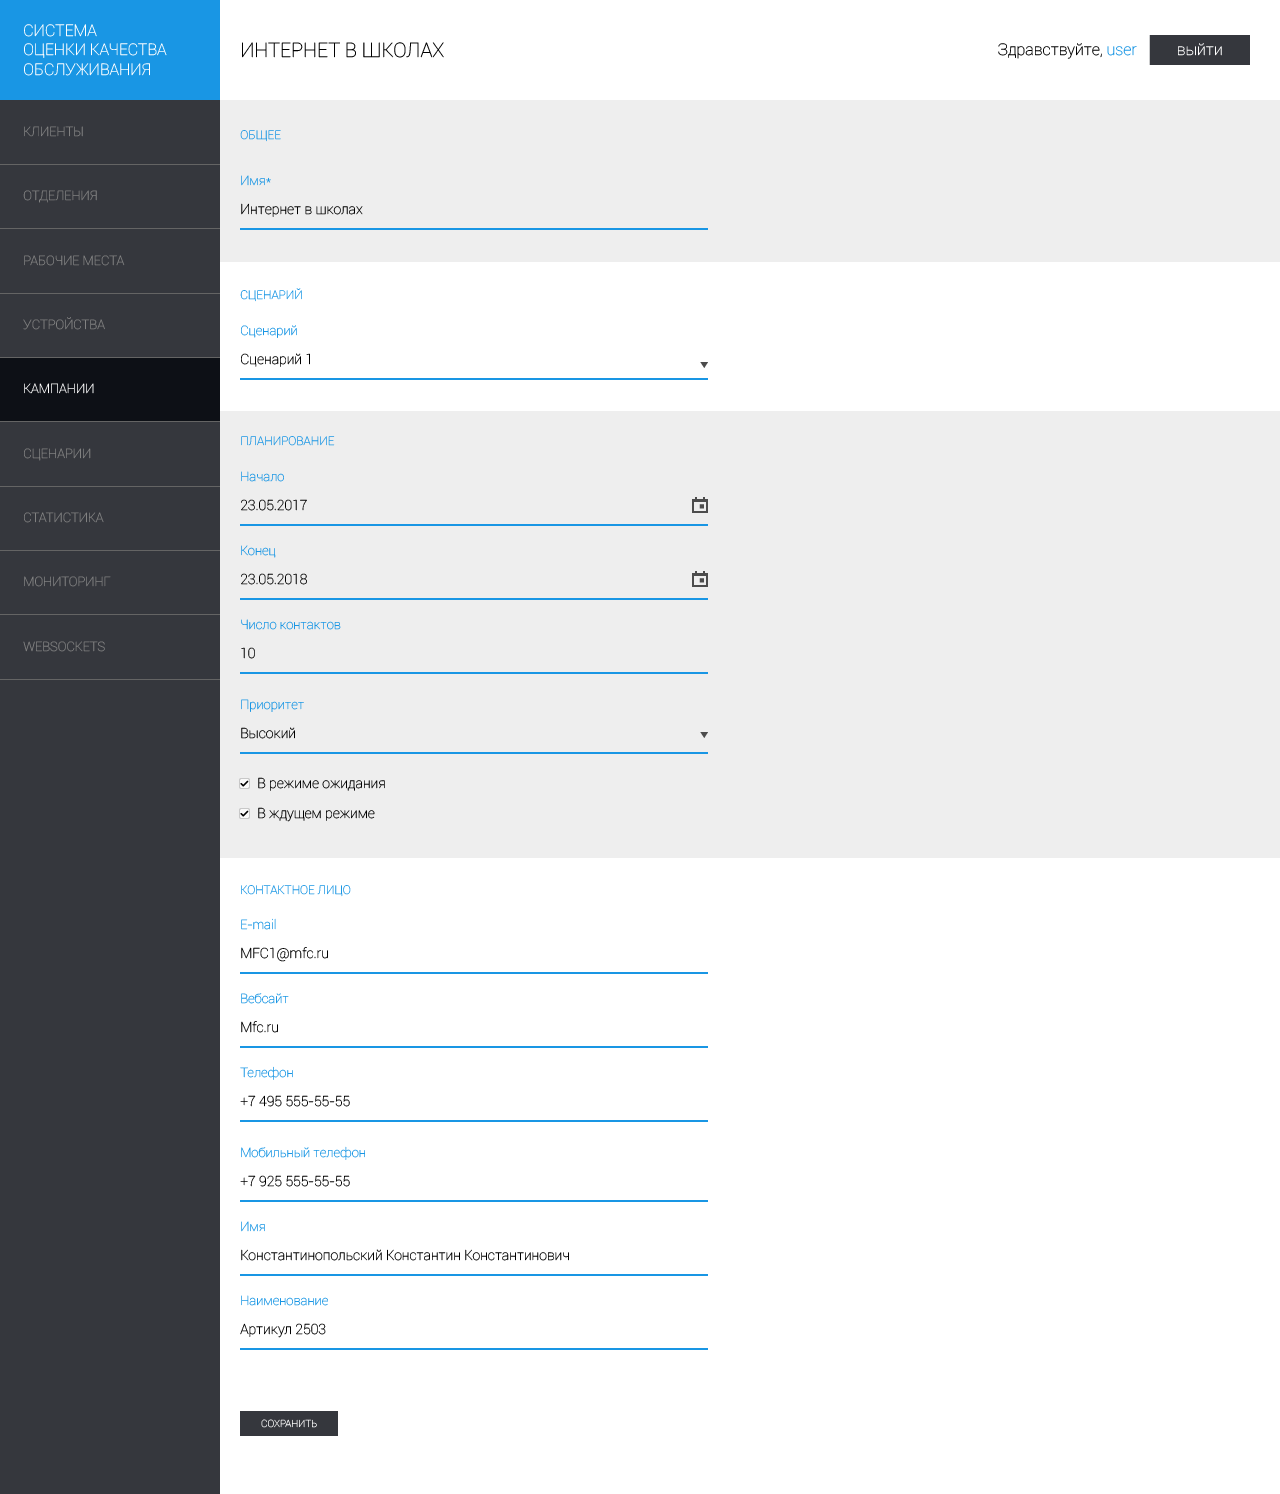 СИСТЕМА
ОЦЕНКИ КАЧЕСТВА
ОБСЛУЖИВАНИЯ
ИНТЕРНЕТ В ШКОЛАХ
Здравствуйте, user
ВЫЙТИ
КЛИЕНТЫ
ОТДЕЛЕНИЯ
РАБОЧИЕ МЕСТА
УСТРОЙСТВА
КАМПАНИИ
СЦЕНАРИИ
СТАТИСТИКА
МОНИТОРИНГ
WEBSOCKETS
ОБЩЕЕ
Имя*
Интернет в школах
СЦЕНАРИЙ
Сценарий
Сценарий 1
ПЛАНИРОВАНИЕ
Начало
23.05.2017
Конец
23.05.2018
Число контактов
10
Приоритет
Высокий
В режиме ожидания
В ждущем режиме
КОНТАКТНОЕ ЛИЦО
E-mail
MFC1@mfc.ru
Вебсайт
Mfc.ru
Телефон
+7 495 555-55-55
Мобильный телефон
+7 925 555-55-55
Имя
Константинопольский Константин Константинович
Наименование
Артикул 2503
СОХРАНИТЬ